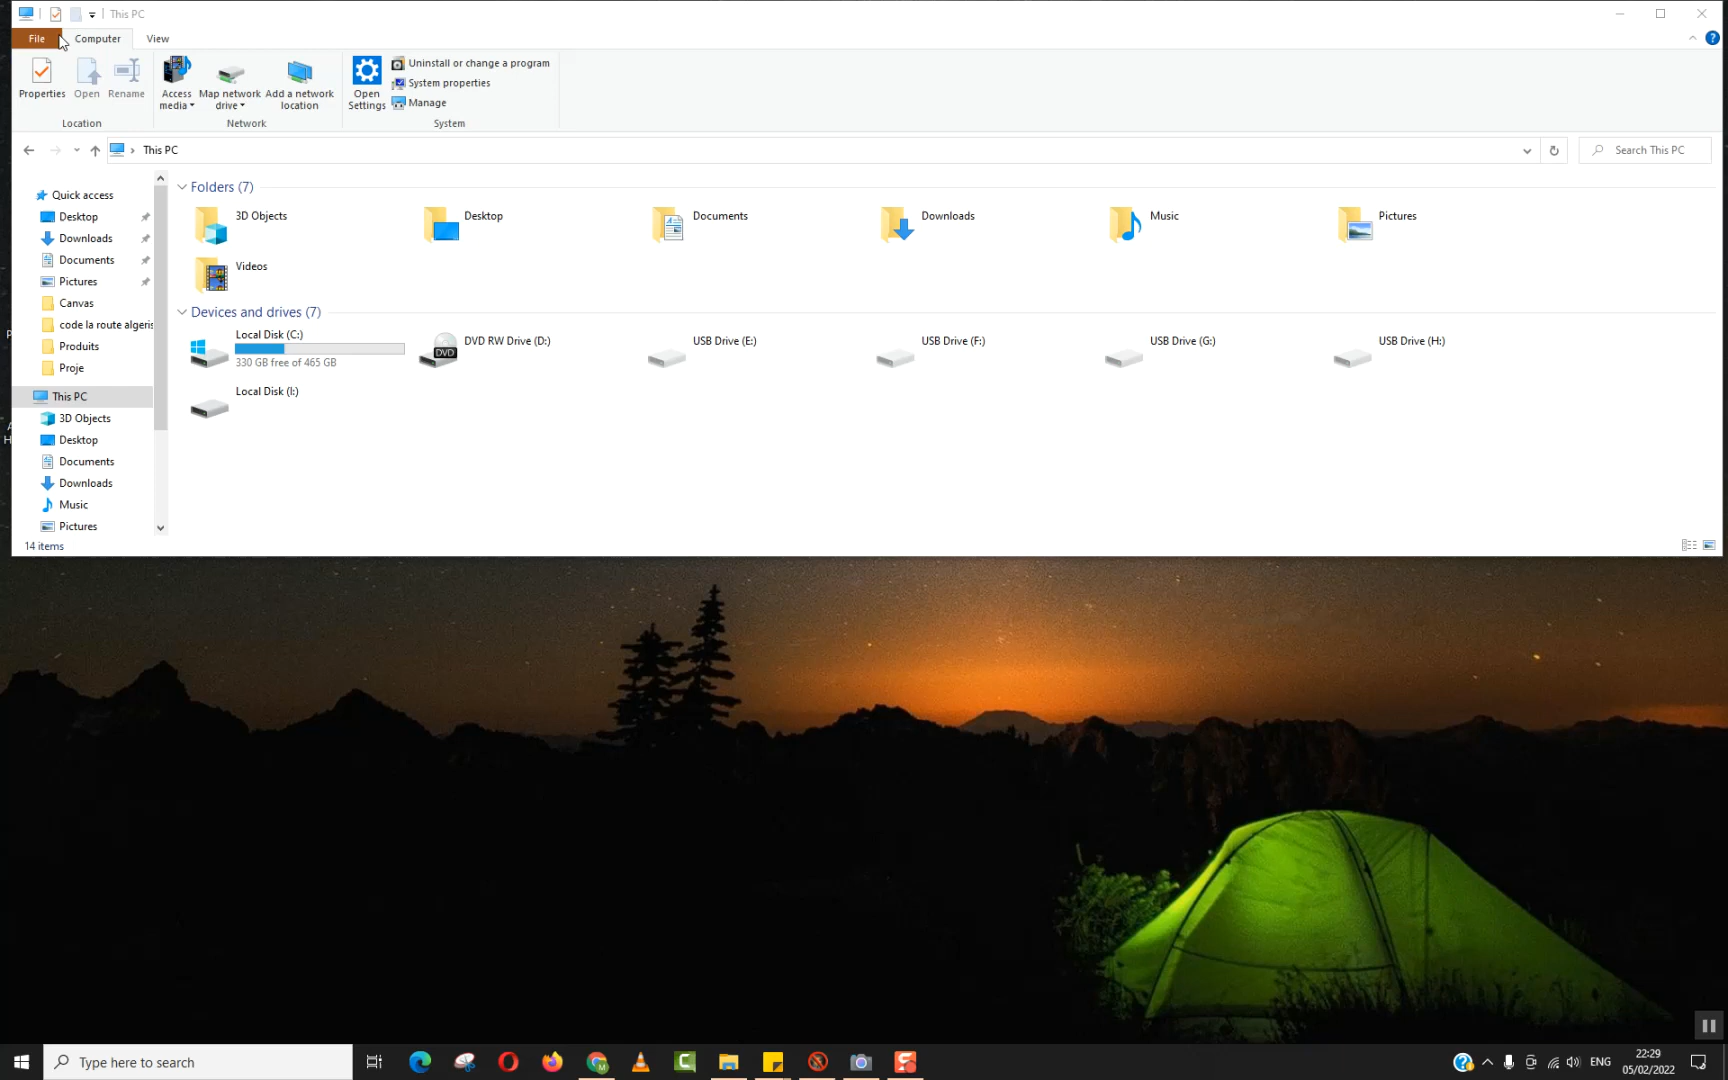 This PC
File
Computer
View
Properties
Open
Rename
Access media
Map network drive
Add a network location
Open Settings
Uninstall or change a program
System properties
Manage
Location
Network
System
This PC
Search This PC
Quick access
Desktop
Downloads
Documents
Pictures
Canvas
code la route algeris
Produits
Proje
This PC
3D Objects
Desktop
Documents
Downloads
Music
Pictures
Folders (7)
3D Objects
Desktop
Documents
Downloads
Music
Pictures
Videos
Devices and drives (7)
Local Disk (C:)
330 GB free of 465 GB
DVD RW Drive (D:)
DVD
USB Drive (E:)
USB Drive (F:)
USB Drive (G:)
USB Drive (H:)
Local Disk (I:)
14 items
Type here to search
ENG
22:29
05/02/2022